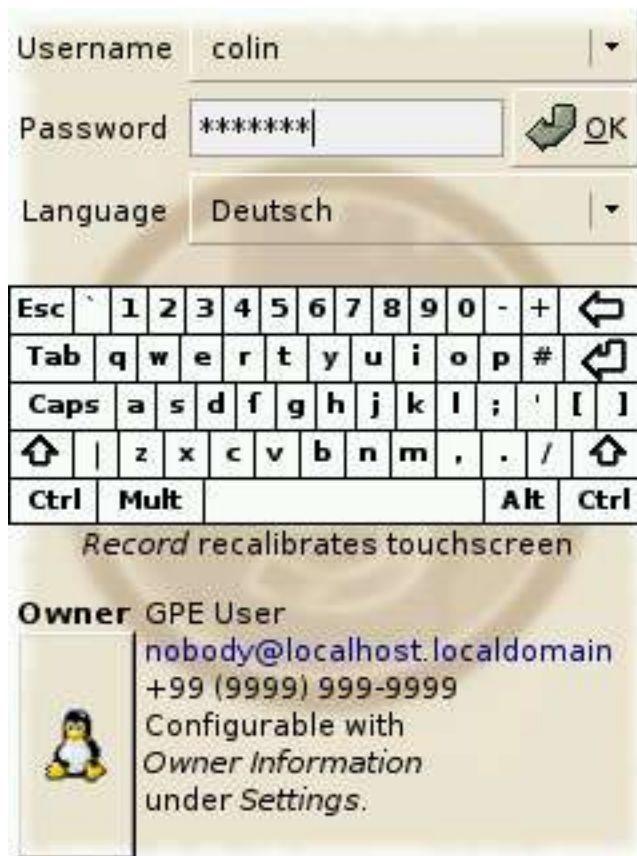 Username colin
Password *******
OK
Language Deutsch
Esc ` 1 2 3 4 5 6 7 8 9 0 - +
Tab q w e r t y u i o p #
Caps a s d f g h j k l ; ' [ ]
| z x c v b n m , . /
Ctrl Mult Alt Ctrl
Record recalibrates touchscreen
Owner GPE User
nobody@localhost.localdomain
+99 (9999) 999-9999
Configurable with
Owner Information
under Settings.